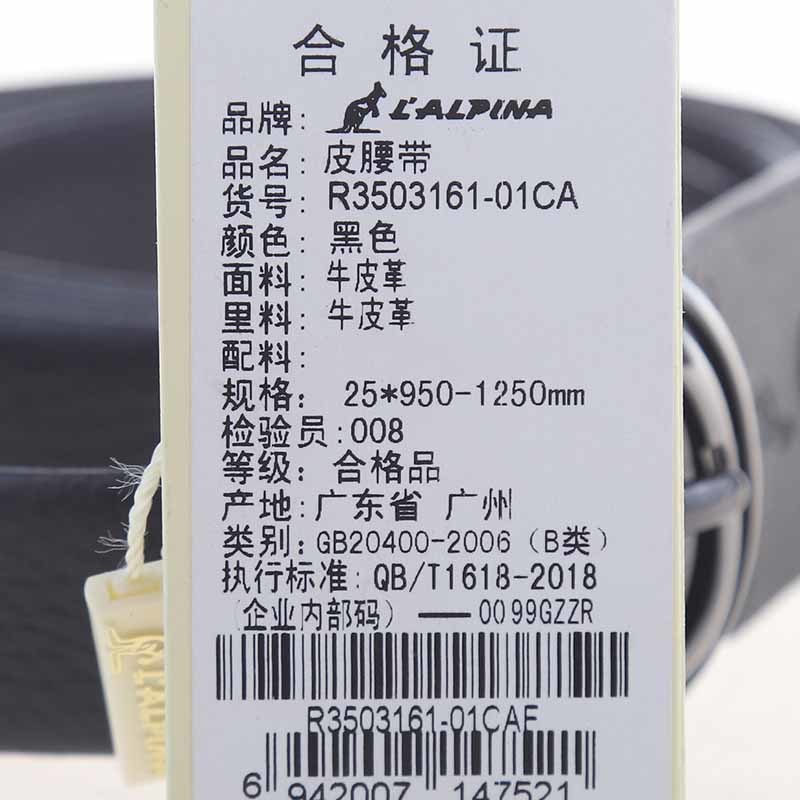 合格证
品牌: L'ALPINA
品名: 皮腰带
货号: R3503161-01CA
颜色: 黑色
面料: 牛皮革
里料: 牛皮革
配料:
规格: 25*950-1250mm
检验员:008
等级: 合格品
产地:广东省 广州
类别: GB20400-2006 (B类)
执行标准: QB/T1618-2018
(企业内部码) —0099GZZR
R3503161-01CAF
6 942007 147521